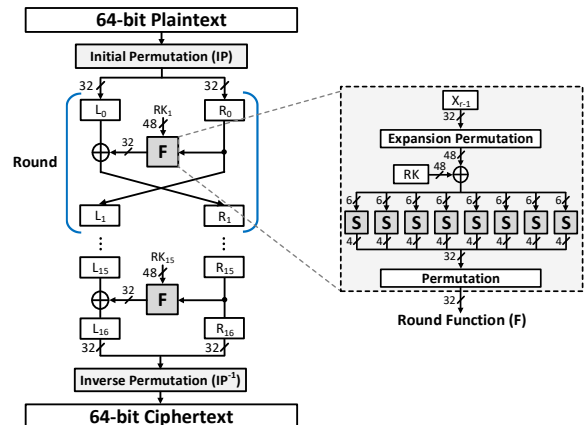 64-bit Plaintext
Initial Permutation (IP)
32 32
L0 R0
RK1
48
32
F
Round
L1 R1
L15 R15
RK15
48
32
F
L16 R16
32 32
Inverse Permutation (IP-1)
64-bit Ciphertext
Xr-1
32
Expansion Permutation
48
RK 48
6 6 6 6 6 6 6 6
S S S S S S S S
4 4 4 4 4 4 4 4
32
Permutation
32
Round Function (F)